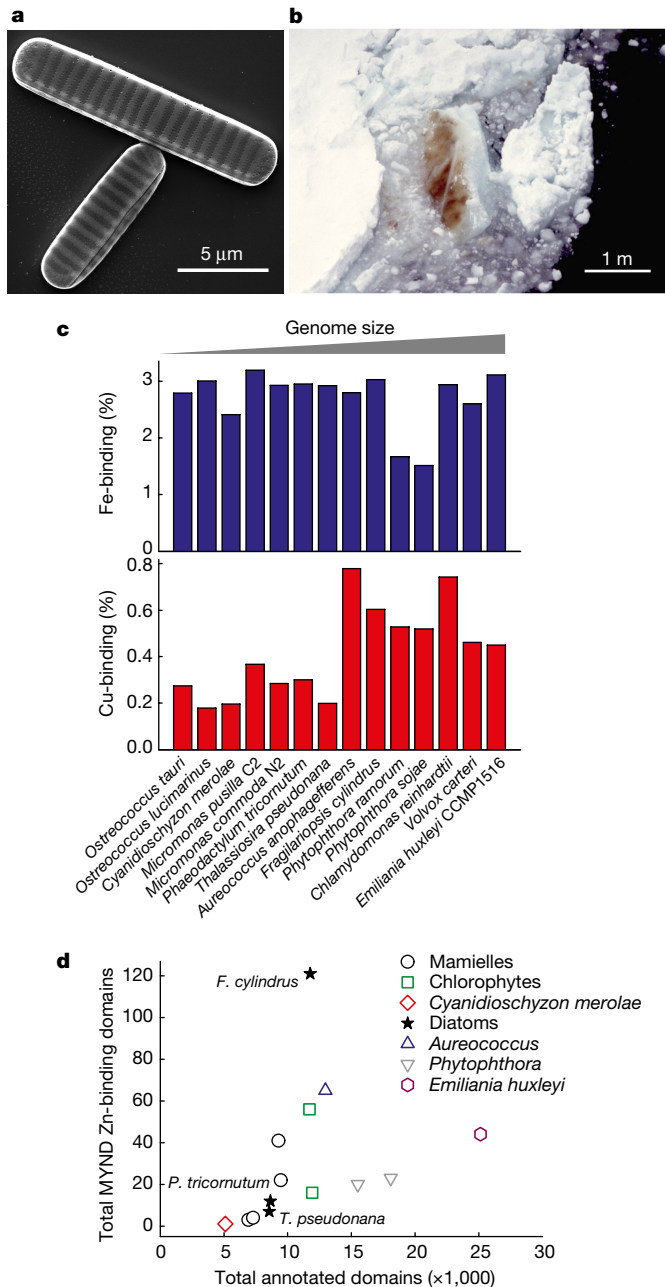 a
5 µm
b
1 m
c
Genome size
Fe-binding (%)
3
2
1
0
Cu-binding (%)
0.8
0.6
0.4
0.2
0.0
Ostreococcus tauri
Ostreococcus lucimarinus
Cyanidioschyzon merolae
Micromonas pusilla C2
Micromonas commoda N2
Phaeodactylum tricornutum
Thalassiosira pseudonana
Aureococcus anophagefferens
Fragilariopsis cylindrus
Phytophthora ramorum
Phytophthora sojae
Chlamydomonas reinhardtii
Volvox carteri
Emiliania huxleyi CCMP1516
d
Total MYND Zn-binding domains
120
100
80
60
40
20
0
F. cylindrus
P. tricornutum
T. pseudonana
Mamielles
Chlorophytes
Cyanidioschyzon merolae
Diatoms
Aureococcus
Phytophthora
Emiliania huxleyi
0 5 10 15 20 25 30
Total annotated domains (×1,000)